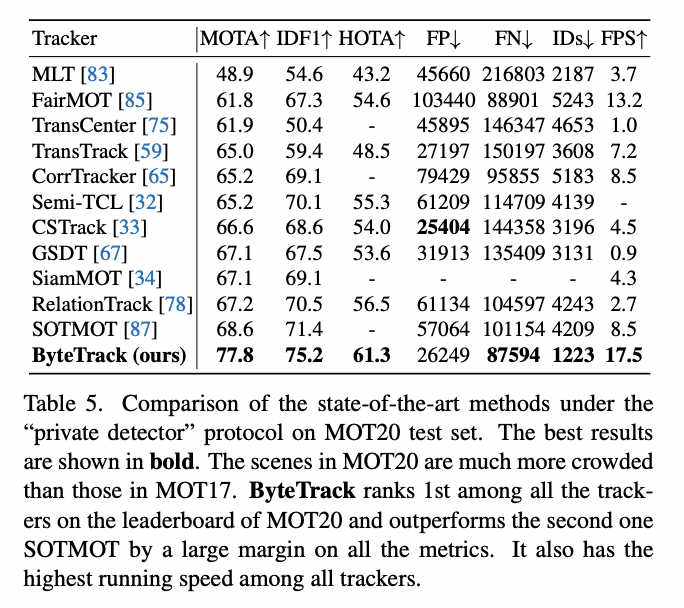 Tracker MOTA↑ IDF1↑ HOTA↑ FP↓ FN↓ IDs↓ FPS↑
MLT [83] 48.9 54.6 43.2 45660 216803 2187 3.7
FairMOT [85] 61.8 67.3 54.6 103440 88901 5243 13.2
TransCenter [75] 61.9 50.4 - 45895 146347 4653 1.0
TransTrack [59] 65.0 59.4 48.5 27197 150197 3608 7.2
CorrTracker [65] 65.2 69.1 - 79429 95855 5183 8.5
Semi-TCL [32] 65.2 70.1 55.3 61209 114709 4139 -
CSTrack [33] 66.6 68.6 54.0 25404 144358 3196 4.5
GSDT [67] 67.1 67.5 53.6 31913 135409 3131 0.9
SiamMOT [34] 67.1 69.1 - - - - 4.3
RelationTrack [78] 67.2 70.5 56.5 61134 104597 4243 2.7
SOTMOT [87] 68.6 71.4 - 57064 101154 4209 8.5
ByteTrack (ours) 77.8 75.2 61.3 26249 87594 1223 17.5
Table 5. Comparison of the state-of-the-art methods under the
“private detector” protocol on MOT20 test set. The best results
are shown in bold. The scenes in MOT20 are much more crowded
than those in MOT17. ByteTrack ranks 1st among all the track-
ers on the leaderboard of MOT20 and outperforms the second one
SOTMOT by a large margin on all the metrics. It also has the
highest running speed among all trackers.